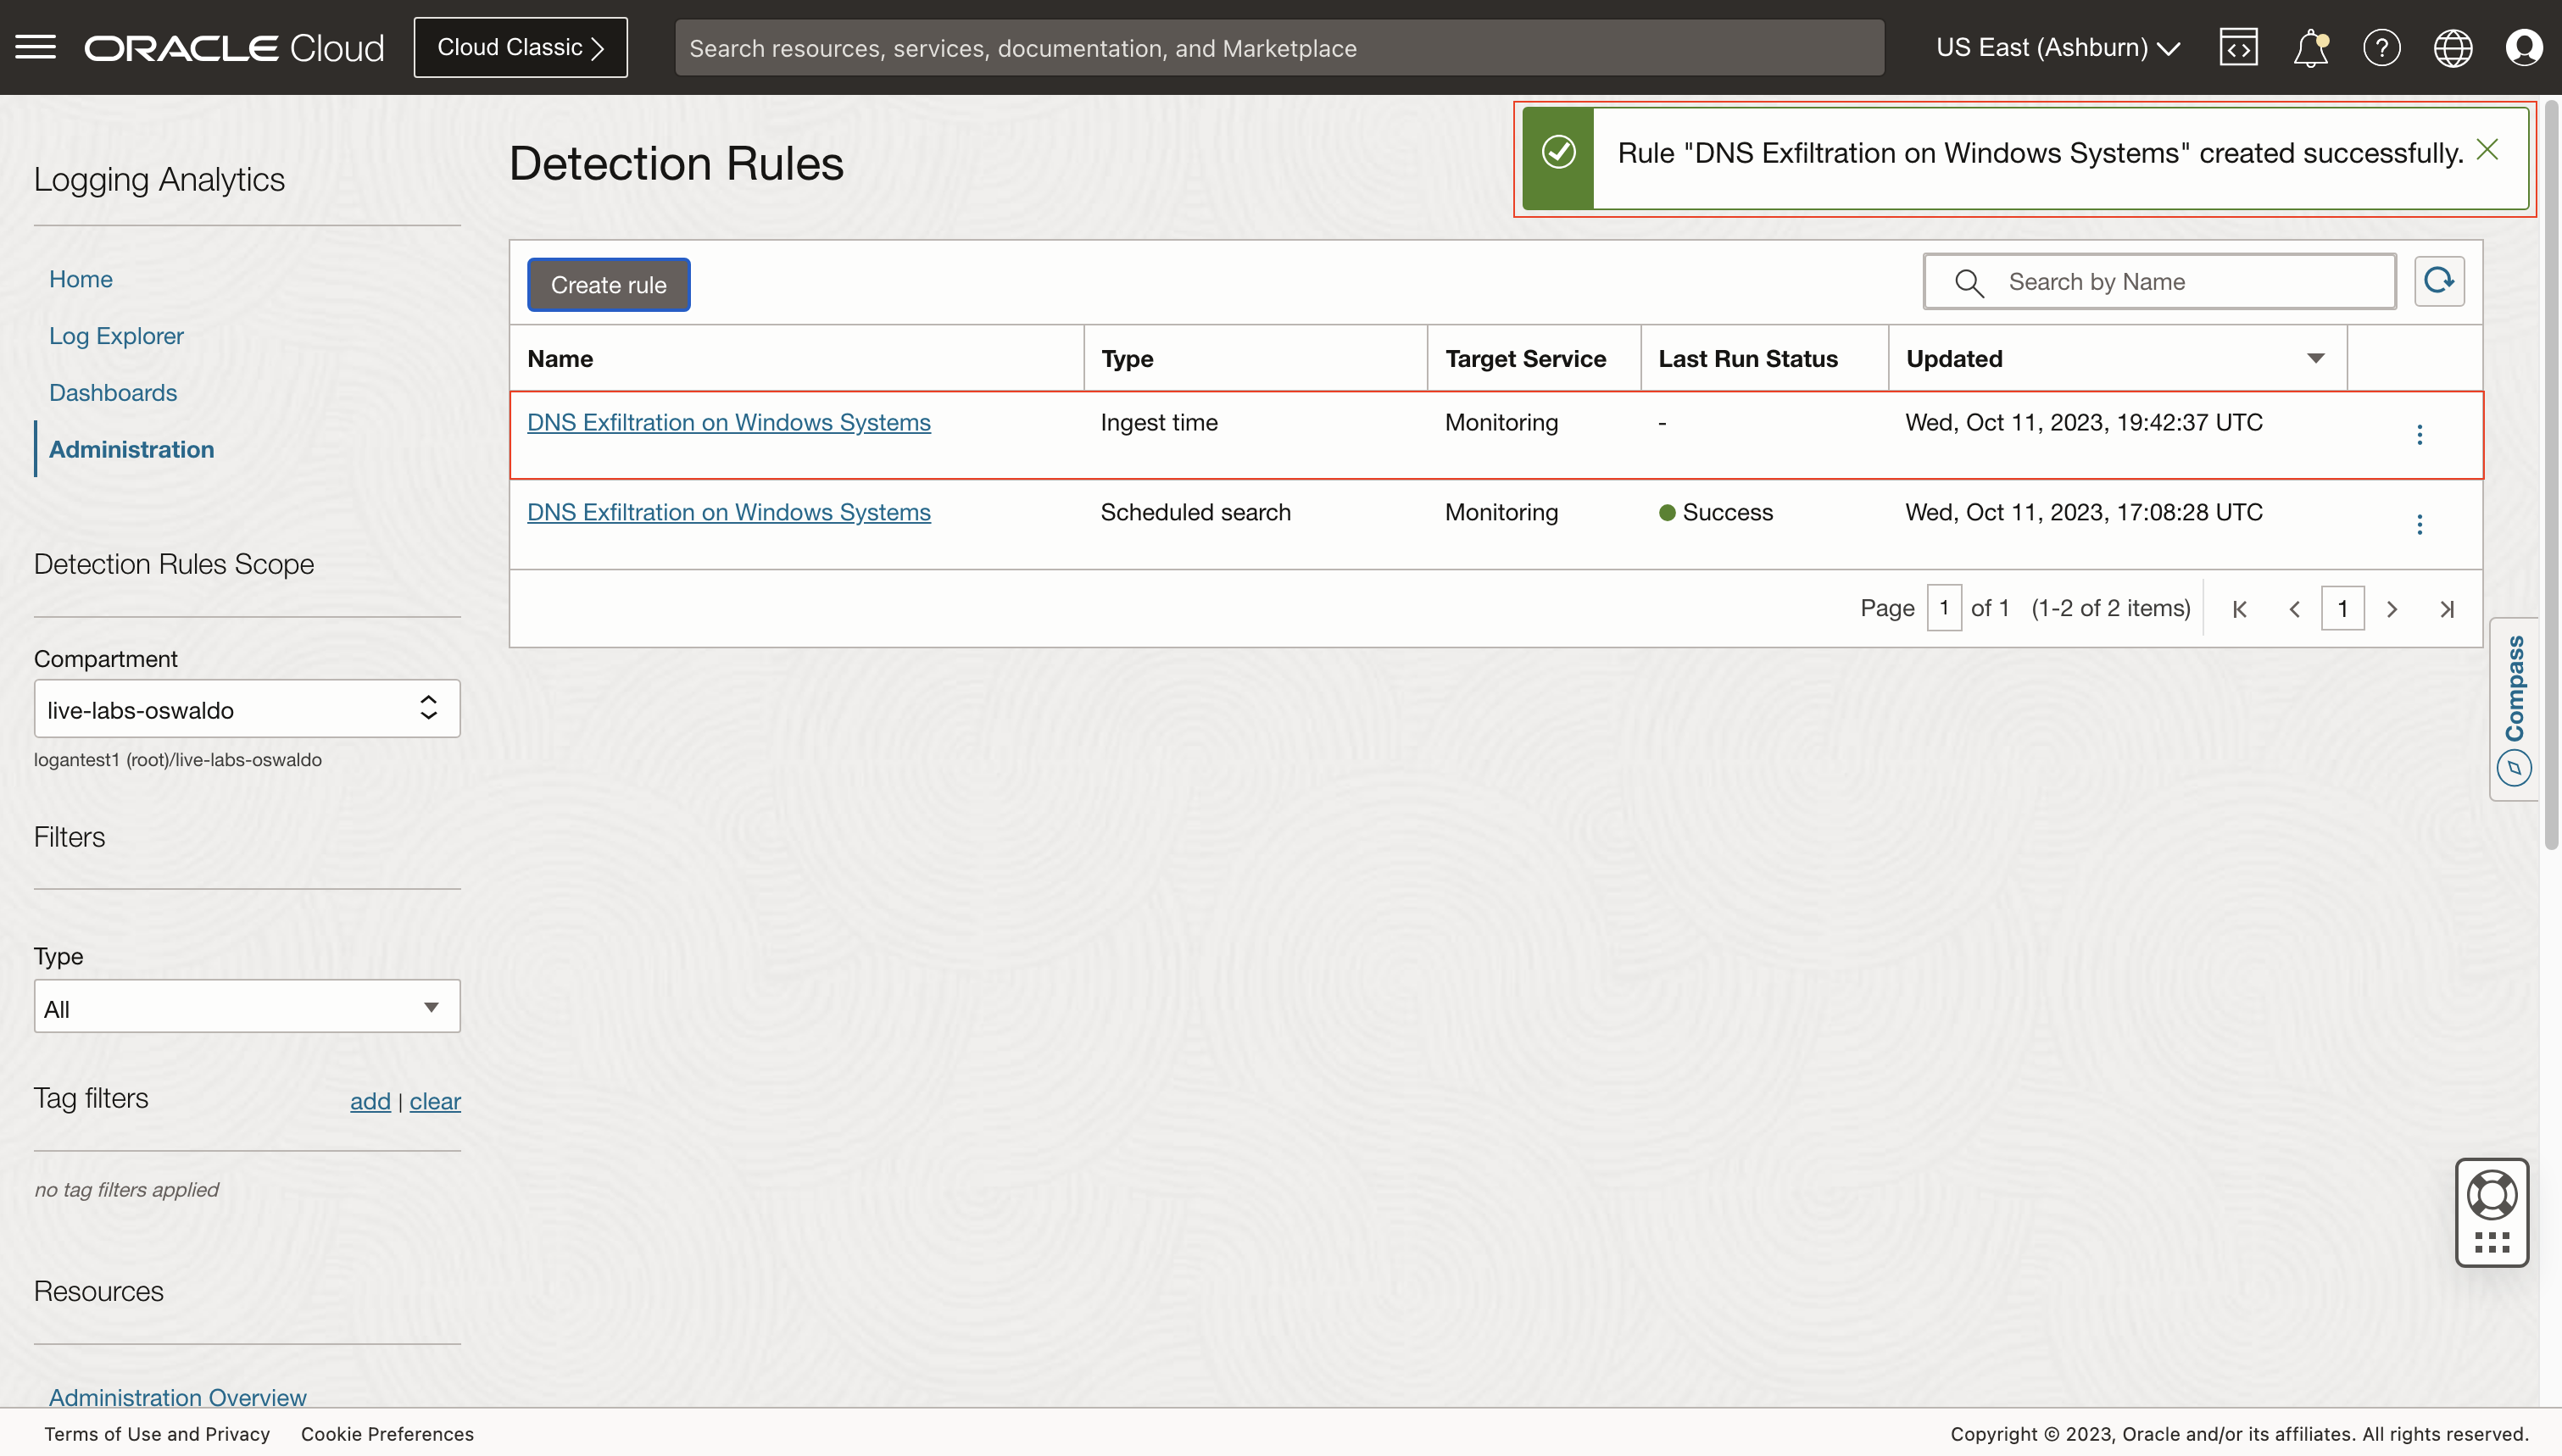 ORACLE Cloud
Cloud Classic
Search resources, services, documentation, and Marketplace
US East (Ashburn)
Logging Analytics
Home
Log Explorer
Dashboards
Administration
Detection Rules Scope
Compartment
live-labs-oswaldo
logantest1 (root)/live-labs-oswaldo
Filters
Type
All
Tag filters
add | clear
no tag filters applied
Resources
Administration Overview
Detection Rules
Rule "DNS Exfiltration on Windows Systems" created successfully.
Create rule
Search by Name
Name Type Target Service Last Run Status Updated
DNS Exfiltration on Windows Systems Ingest time Monitoring - Wed, Oct 11, 2023, 19:42:37 UTC
DNS Exfiltration on Windows Systems Scheduled search Monitoring Success Wed, Oct 11, 2023, 17:08:28 UTC
Page 1 of 1 (1-2 of 2 items) 1
Compass
Terms of Use and Privacy Cookie Preferences
Copyright © 2023, Oracle and/or its affiliates. All rights reserved.